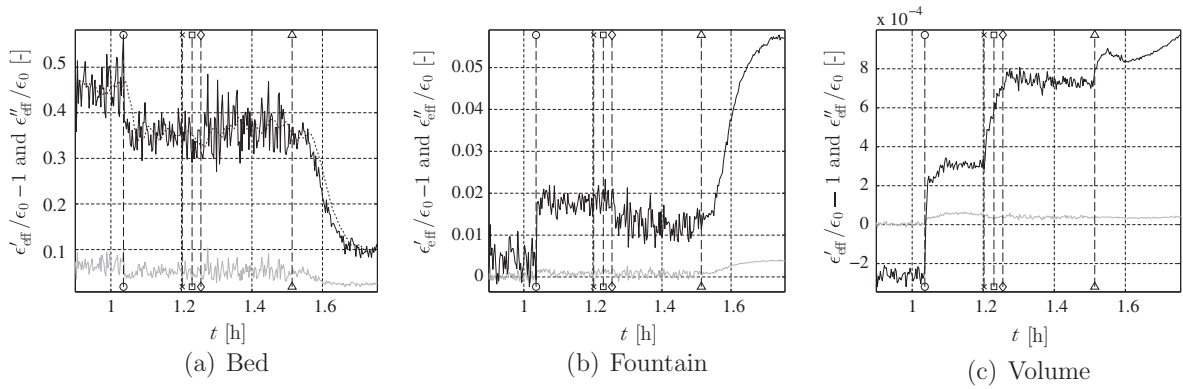 ϵ′eff/ϵ0−1 and ϵ″eff/ϵ0 [-]
0.5
0.4
0.3
0.2
0.1
1 1.2 1.4 1.6
t [h]
(a) Bed
ϵ′eff/ϵ0−1 and ϵ″eff/ϵ0 [-]
0.05
0.04
0.03
0.02
0.01
0
1 1.2 1.4 1.6
t [h]
(b) Fountain
x 10⁻⁴
ϵ′eff/ϵ0− 1 and ϵ″eff/ϵ0 [-]
8
6
4
2
0
−2
1 1.2 1.4 1.6
t [h]
(c) Volume